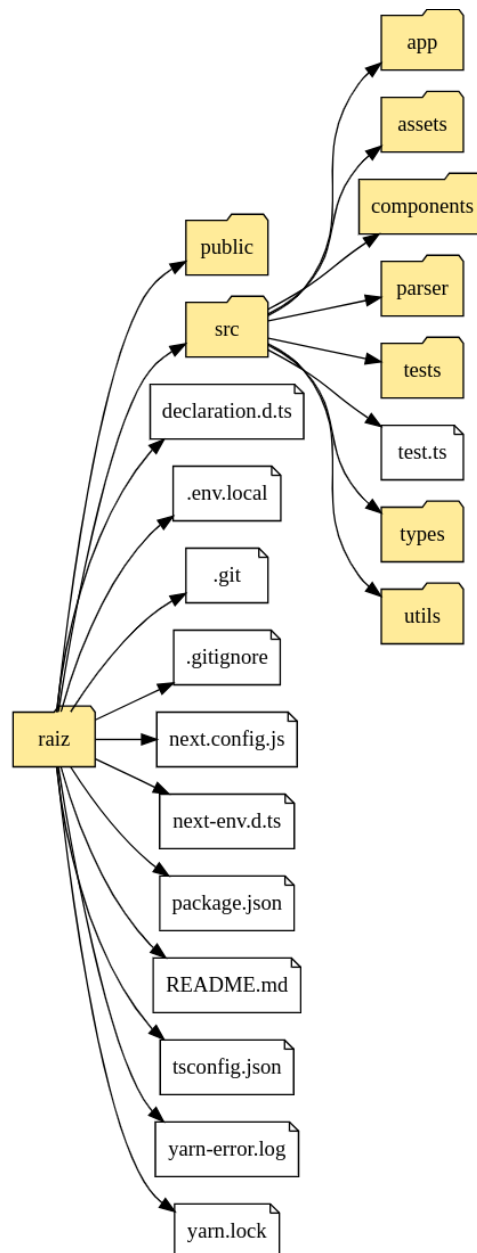 app
assets
components
public
parser
src
tests
declaration.d.ts
test.ts
.env.local
types
.git
utils
.gitignore
raiz
next.config.js
next-env.d.ts
package.json
README.md
tsconfig.json
yarn-error.log
yarn.lock